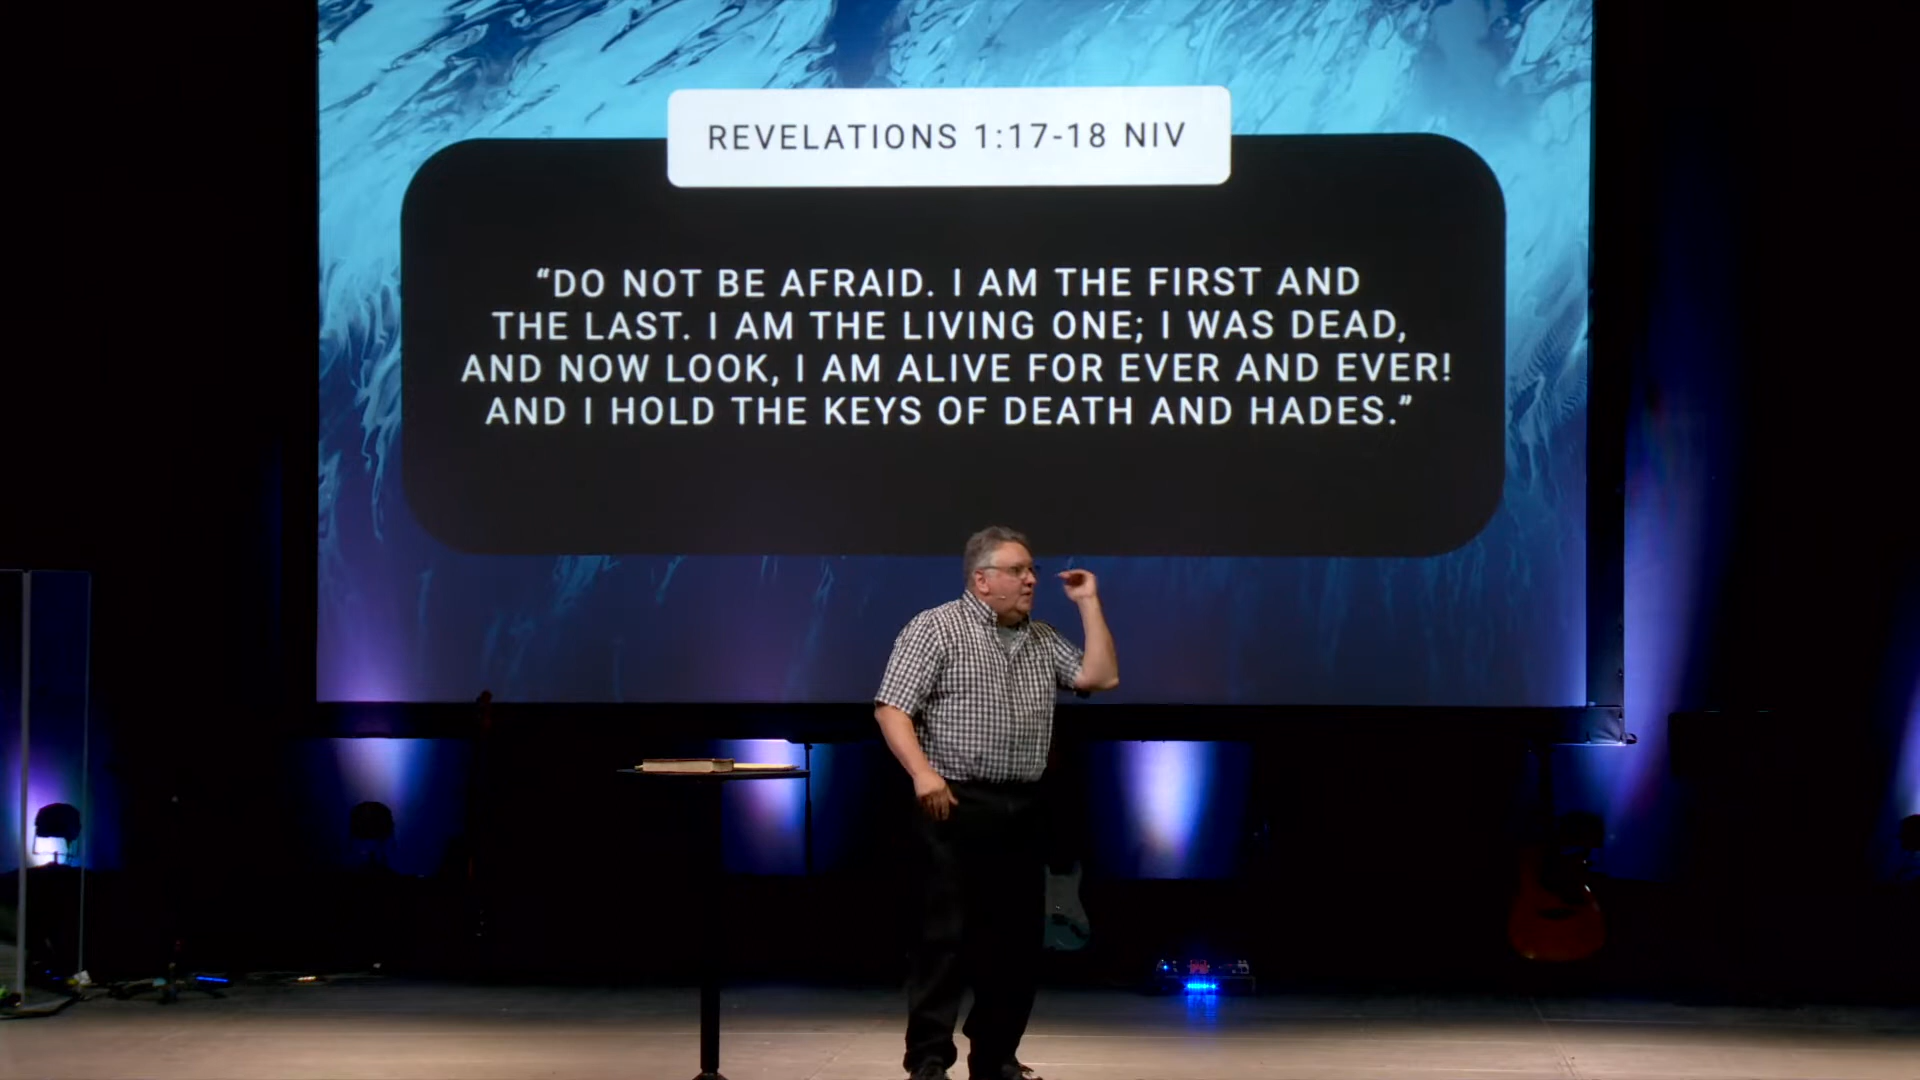 REVELATIONS 1:17-18 NIV
“DO NOT BE AFRAID. I AM THE FIRST AND
THE LAST. I AM THE LIVING ONE; I WAS DEAD,
AND NOW LOOK, I AM ALIVE FOR EVER AND EVER!
AND I HOLD THE KEYS OF DEATH AND HADES.”